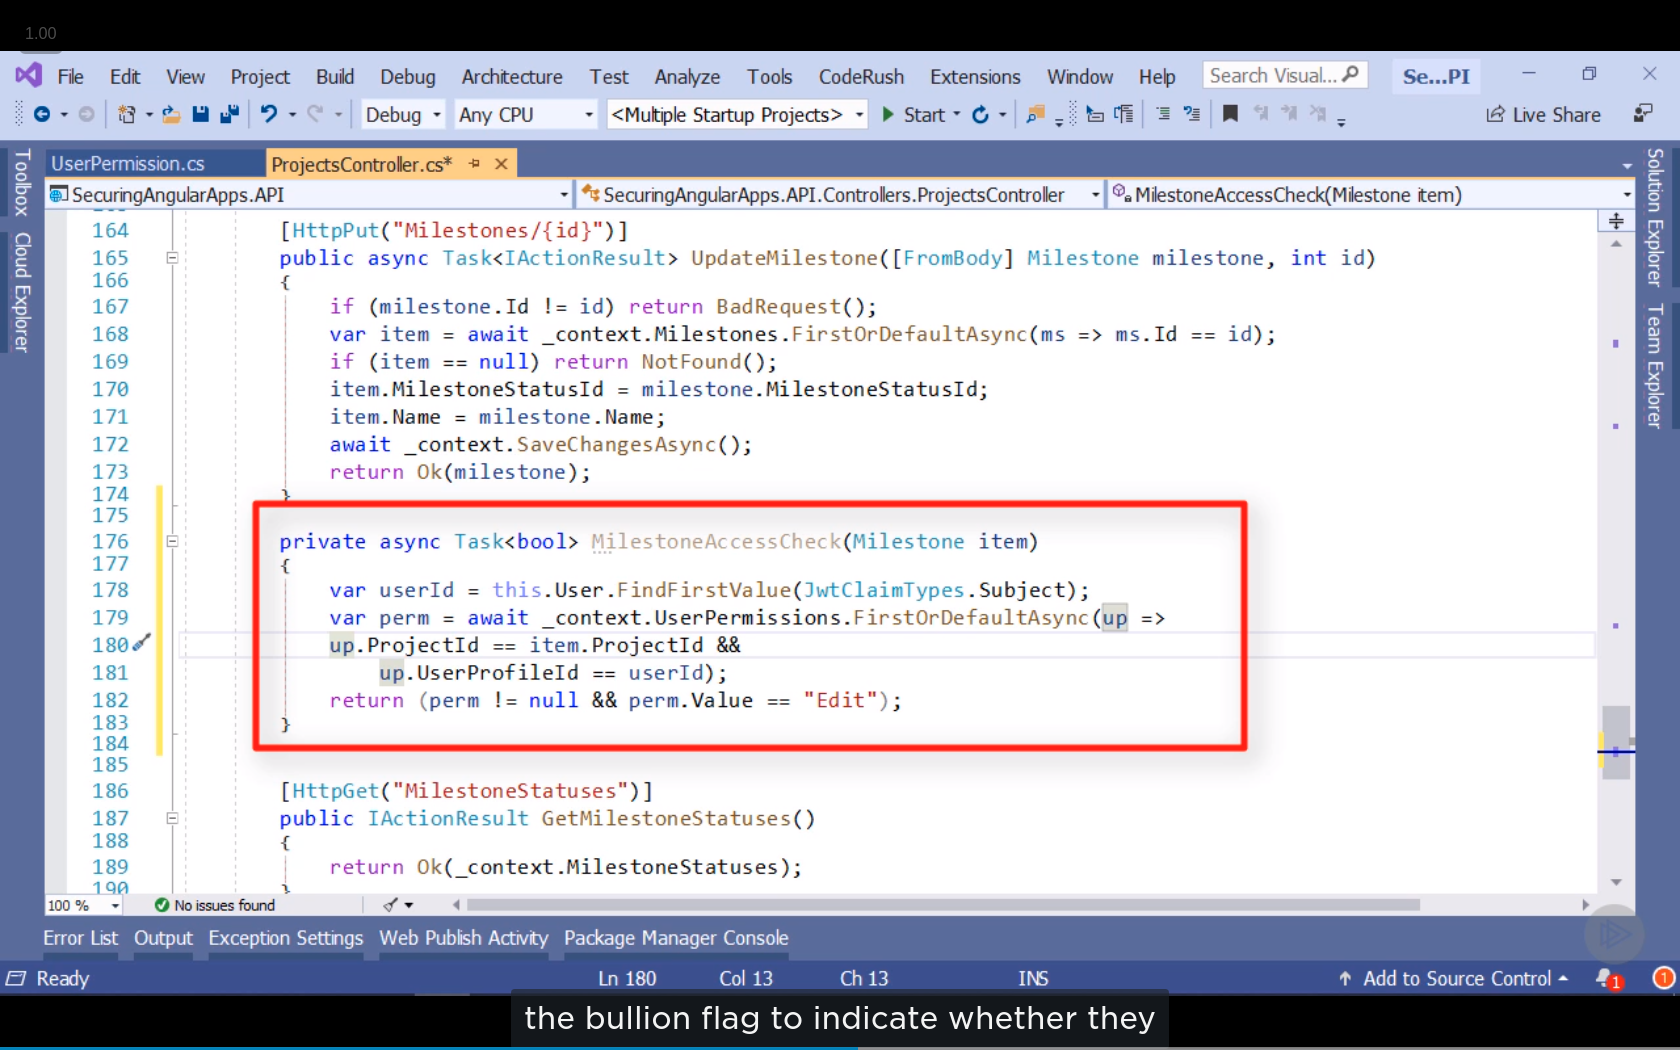 1.00
File Edit View Project Build Debug Architecture Test Analyze Tools CodeRush Extensions Window Help Search Visual... Se...PI
Debug Any CPU <Multiple Startup Projects> Start Live Share
UserPermission.cs ProjectsController.cs*
SecuringAngularApps.API SecuringAngularApps.API.Controllers.ProjectsController MilestoneAccessCheck(Milestone item)
Toolbox
Cloud Explorer
Solution Explorer
Team Explorer
164 [HttpPut("Milestones/{id}")]
165 public async Task<IActionResult> UpdateMilestone([FromBody] Milestone milestone, int id)
166 {
167 if (milestone.Id != id) return BadRequest();
168 var item = await _context.Milestones.FirstOrDefaultAsync(ms => ms.Id == id);
169 if (item == null) return NotFound();
170 item.MilestoneStatusId = milestone.MilestoneStatusId;
171 item.Name = milestone.Name;
172 await _context.SaveChangesAsync();
173 return Ok(milestone);
174 }
175
176 private async Task<bool> MilestoneAccessCheck(Milestone item)
177 {
178 var userId = this.User.FindFirstValue(JwtClaimTypes.Subject);
179 var perm = await _context.UserPermissions.FirstOrDefaultAsync(up =>
180 up.ProjectId == item.ProjectId &&
181 up.UserProfileId == userId);
182 return (perm != null && perm.Value == "Edit");
183 }
184
185
186 [HttpGet("MilestoneStatuses")]
187 public IActionResult GetMilestoneStatuses()
188 {
189 return Ok(_context.MilestoneStatuses);
190 }
100 % No issues found
Error List Output Exception Settings Web Publish Activity Package Manager Console
Ready Ln 180 Col 13 Ch 13 INS Add to Source Control 1 1
the bullion flag to indicate whether they